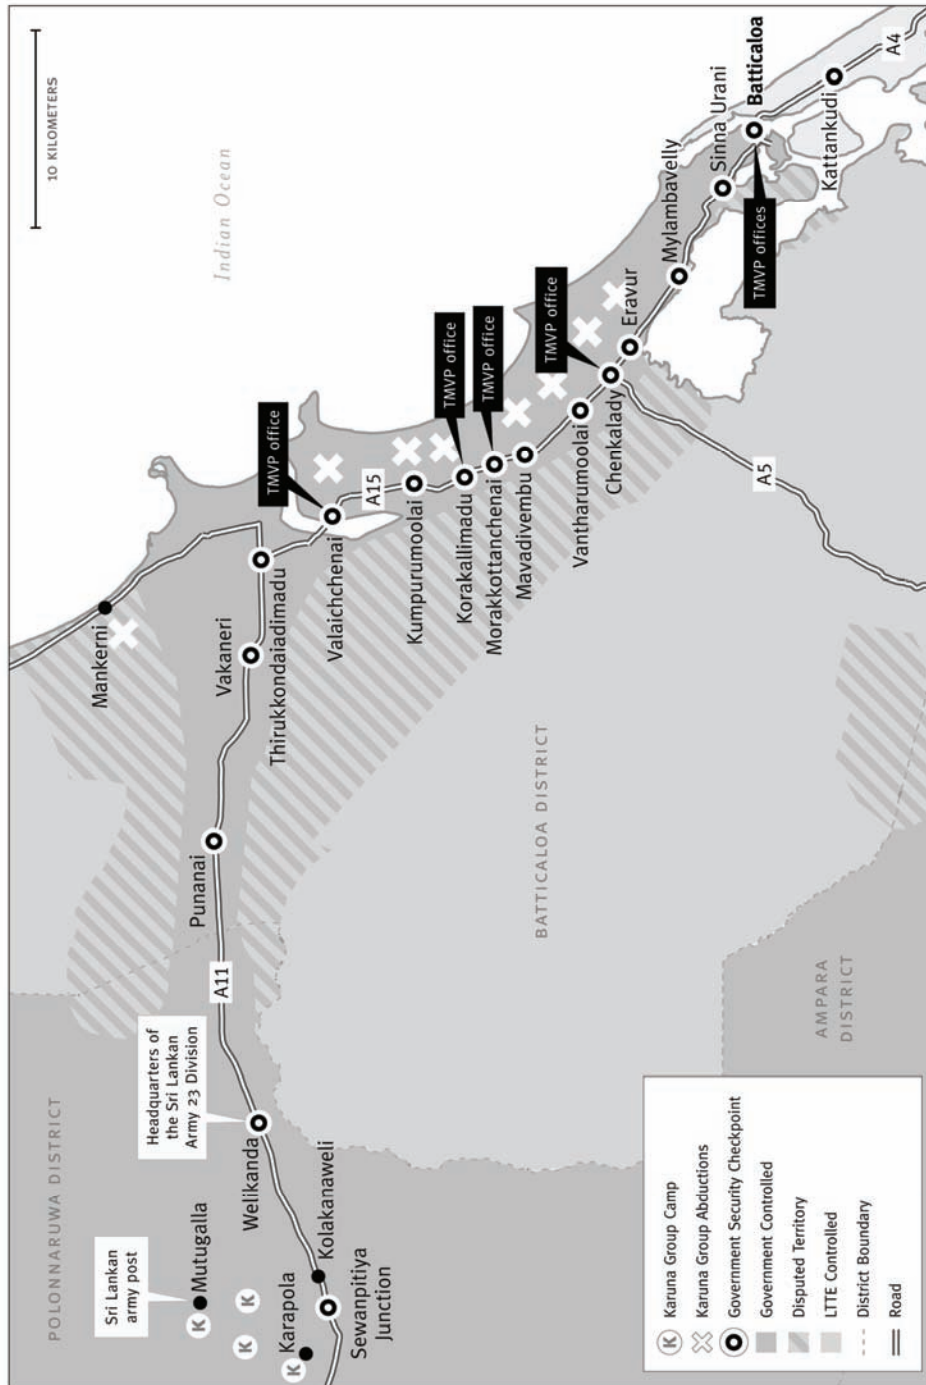 POLONNARUWA DISTRICT
Sri Lankan
army post
Mutugalla
K
K
K
K
Karapola
Kolakanaweli
Sewanpitiya
Junction
Welikanda
Headquarters of
the Sri Lankan
Army 23 Division
A11
Punanai
Vakaneri
Mankerni
Thirukkondaiadimadu
TMVP office
Valaichchenai
A15
Kumpurumoolai
TMVP office
Korakallimadu
TMVP office
Morakkottanchenai
Mavadivembu
Vantharumoolai
TMVP office
Chenkalady
Eravur
Mylambavelly
Sinna Urani
Batticaloa
TMVP offices
Kattankudi
A4
A5
Indian Ocean
10 KILOMETERS
BATTICALOA DISTRICT
AMPARA
DISTRICT
K Karuna Group Camp
Karuna Group Abductions
Government Security Checkpoint
Government Controlled
Disputed Territory
LTTE Controlled
District Boundary
Road